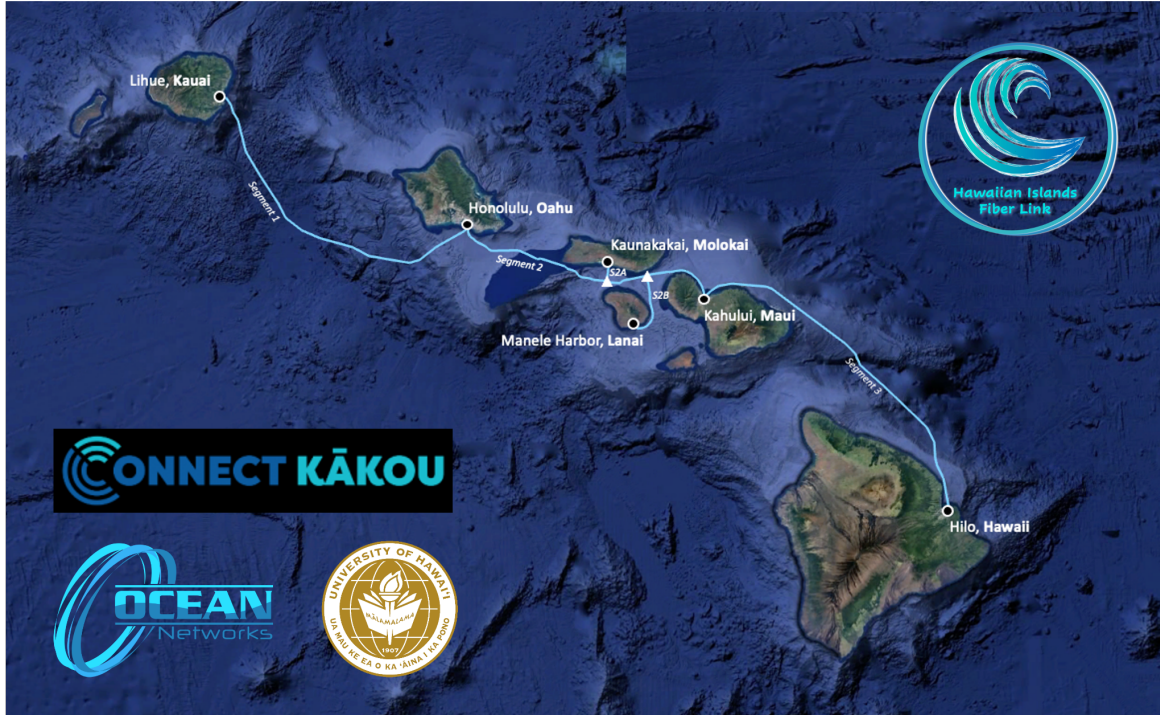 Lihue, Kauai
Segment 1
Honolulu, Oahu
Segment 2
Kaunakakai, Molokai
S2A
S2B
Kahului, Maui
Manele Harbor, Lanai
Segment 3
Hilo, Hawaii
Hawaiian Islands
Fiber Link
CONNECT KĀKOU
OCEAN
Networks
UNIVERSITY OF HAWAIʻI
MĀLAMALAMA
1907
UA MAU KE EA O KA ʻĀINA I KA PONO